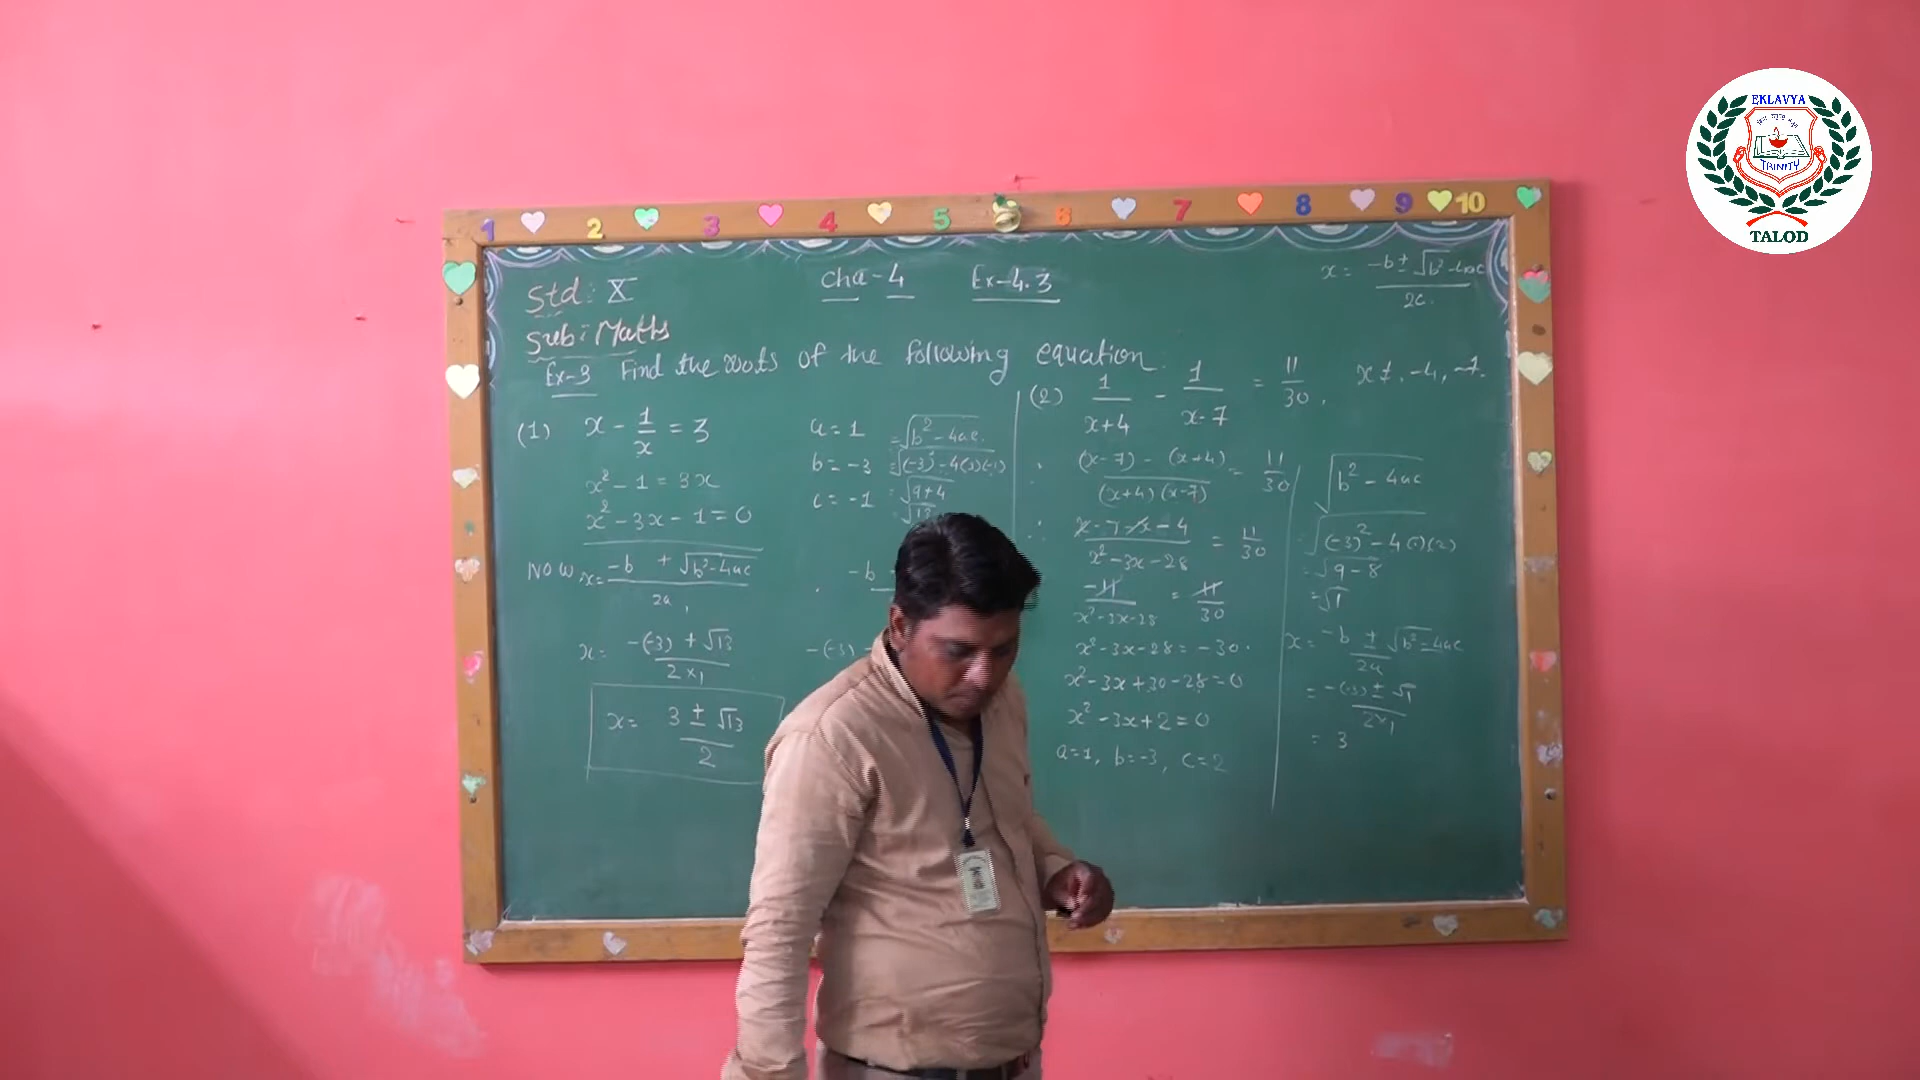 EKLAVYA
TRINITY
TALOD
1 2 3 4 5 6 7 8 9 10
Std : X
Cha - 4 Ex-4.3
x = -b ± √b² - 4ac / 2a
Sub : Maths
Ex-3 Find the roots of the following equation.
(1) x - 1/x = 3
x² - 1 = 3x
x² - 3x - 1 = 0
NOW x = -b + √b²-4ac / 2a
x = -(-3) + √13 / 2×1
x = 3 ± √13 / 2
a = 1
b = -3
c = -1
= √b² - 4ac
= √(-3)² - 4(1)(-1)
= √9+4
= √13
-b
-(-3) -
(2) 1/x+4 - 1/x-7 = 11/30, x ≠ -4, 7.
∴ (x-7) - (x+4) / (x+4)(x-7) = 11/30
∴ x - 7 - x - 4 / x² - 3x - 28 = 11/30
-11 / x² - 3x - 28 = 11/30
x² - 3x - 28 = -30
x² - 3x + 30 - 28 = 0
x² - 3x + 2 = 0
a = 1, b = -3, c = 2
√b² - 4ac
√(-3)² - 4(1)(2)
= √9 - 8
= √1
x = -b ± √b² - 4ac / 2a
= -(-3) ± √1 / 2×1
= 3